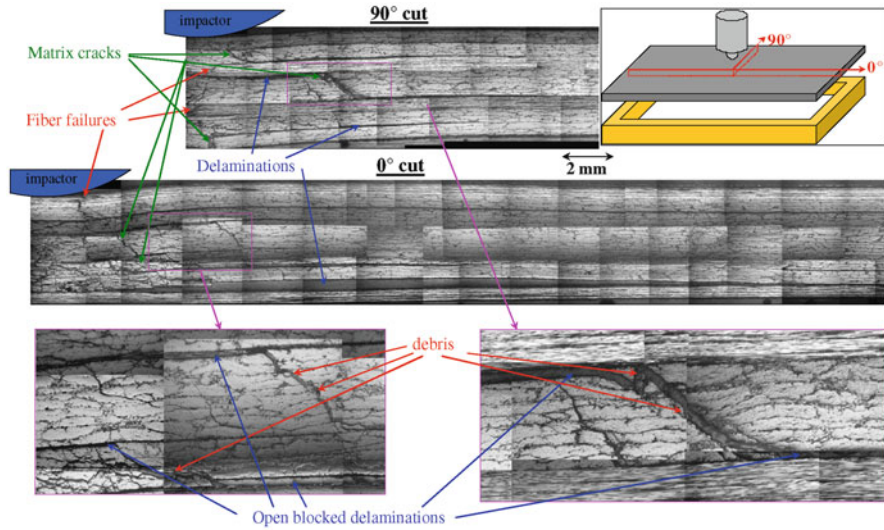 impactor
90° cut
Matrix cracks
Fiber failures
Delaminations
90°
0°
2 mm
0° cut
impactor
debris
Open blocked delaminations